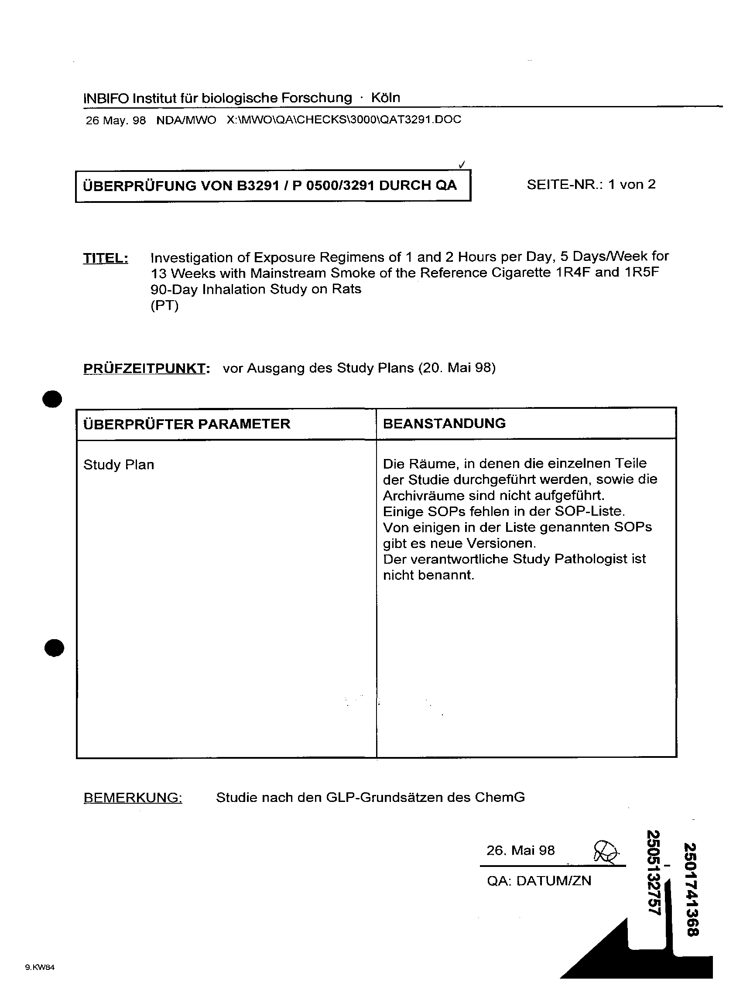 INBIFO Institut für biologische Forschung · Köln
26 May. 98 NDA/MWO X:\MWO\QA\CHECKS\3000\QAT3291.DOC
ÜBERPRÜFUNG VON B3291 / P 0500/3291 DURCH QA
SEITE-NR.: 1 von 2
TITEL: Investigation of Exposure Regimens of 1 and 2 Hours per Day, 5 Days/Week for
13 Weeks with Mainstream Smoke of the Reference Cigarette 1R4F and 1R5F
90-Day Inhalation Study on Rats
(PT)
PRÜFZEITPUNKT: vor Ausgang des Study Plans (20. Mai 98)
ÜBERPRÜFTER PARAMETER
BEANSTANDUNG
Study Plan
Die Räume, in denen die einzelnen Teile
der Studie durchgeführt werden, sowie die
Archivräume sind nicht aufgeführt.
Einige SOPs fehlen in der SOP-Liste.
Von einigen in der Liste genannten SOPs
gibt es neue Versionen.
Der verantwortliche Study Pathologist ist
nicht benannt.
BEMERKUNG: Studie nach den GLP-Grundsätzen des ChemG
26. Mai 98
QA: DATUM/ZN
2505132757
2501741368
9.KW84